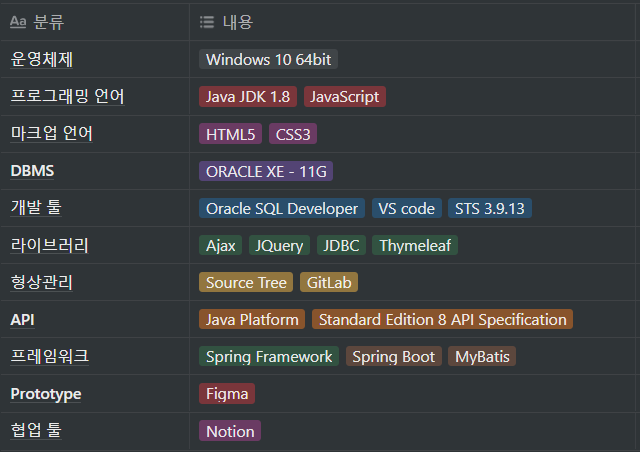 Aa 분류 내용
운영체제 Windows 10 64bit
프로그래밍 언어 Java JDK 1.8 JavaScript
마크업 언어 HTML5 CSS3
DBMS ORACLE XE - 11G
개발 툴 Oracle SQL Developer VS code STS 3.9.13
라이브러리 Ajax JQuery JDBC Thymeleaf
형상관리 Source Tree GitLab
API Java Platform Standard Edition 8 API Specification
프레임워크 Spring Framework Spring Boot MyBatis
Prototype Figma
협업 툴 Notion